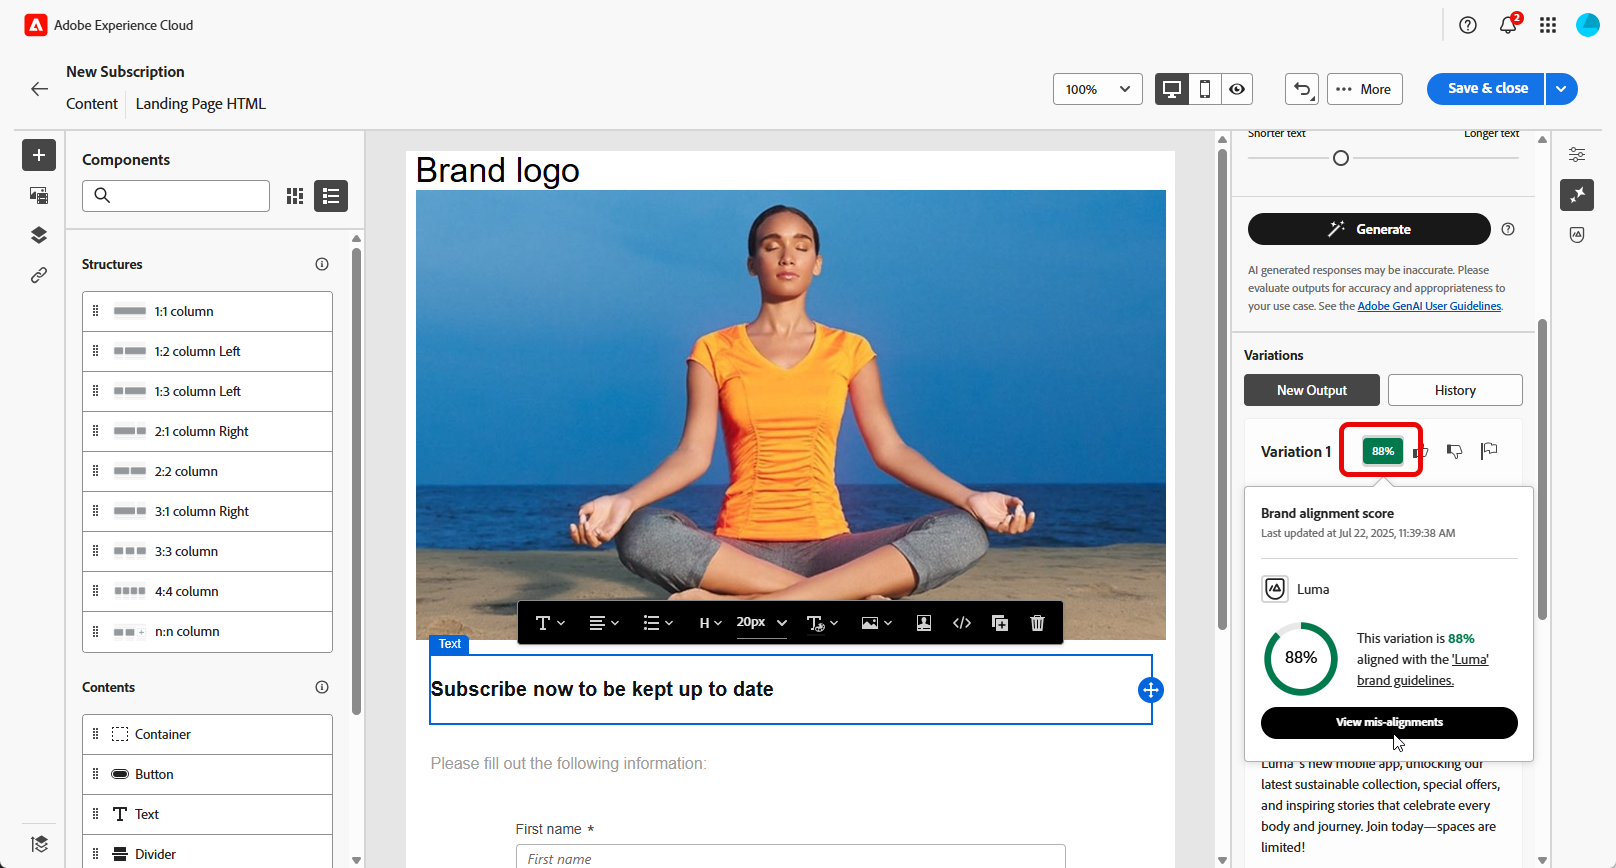 Adobe Experience Cloud
2
New Subscription
Content
Landing Page HTML
100%
More
Save & close
Components
Structures
1:1 column
1:2 column Left
1:3 column Left
2:1 column Right
2:2 column
3:1 column Right
3:3 column
4:4 column
n:n column
Contents
Container
Button
Text
Divider
Brand logo
H
20px
Text
Subscribe now to be kept up to date
Please fill out the following information:
First name *
First name
Shorter text
Longer text
Generate
AI generated responses may be inaccurate. Please
evaluate outputs for accuracy and appropriateness to
your use case. See the Adobe GenAI User Guidelines.
Variations
New Output
History
Variation 1
88%
Brand alignment score
Last updated at Jul 22, 2025, 11:39:38 AM
Luma
88%
This variation is 88%
aligned with the 'Luma'
brand guidelines.
View mis-alignments
Luma's new mobile app, unlocking our
latest sustainable collection, special offers,
and inspiring stories that celebrate every
body and journey. Join today—spaces are
limited!